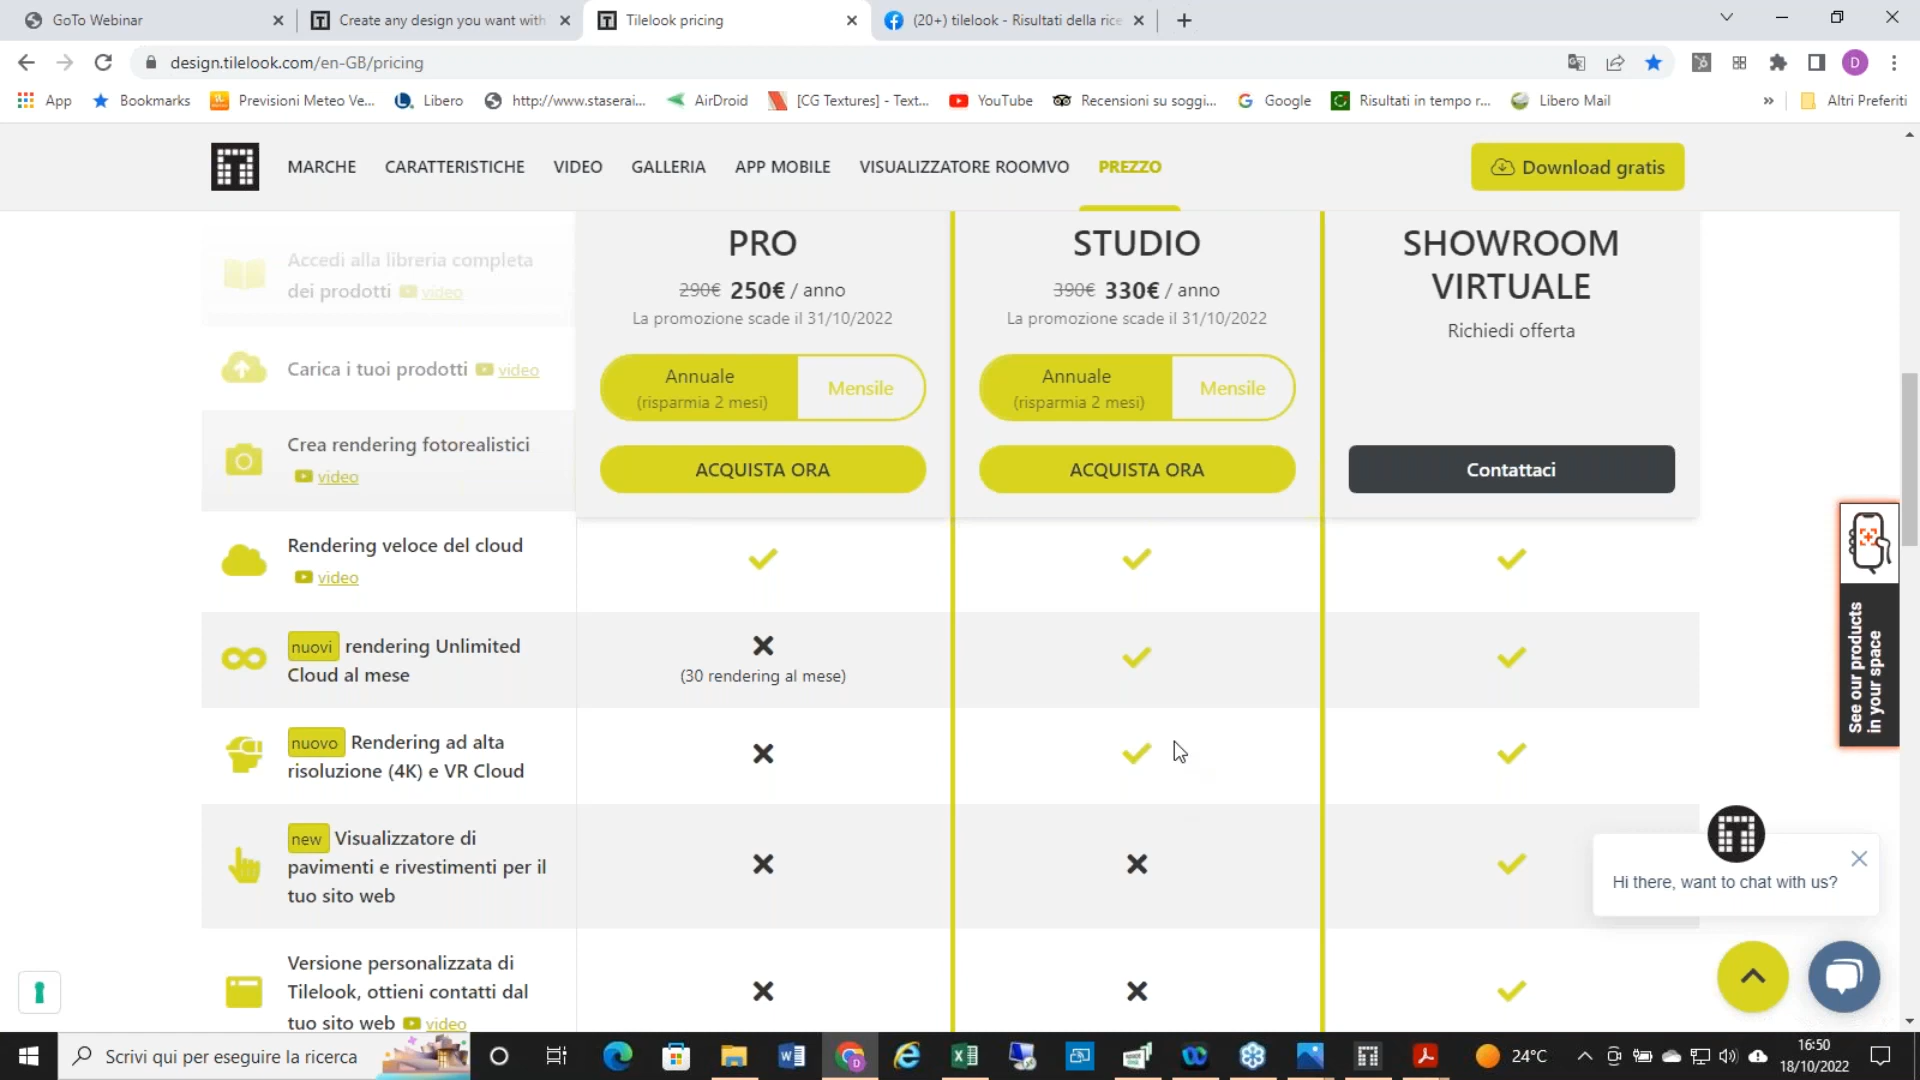 GoTo Webinar
Create any design you want with
Tilelook pricing
(20+) tilelook - Risultati della rice
design.tilelook.com/en-GB/pricing
D
App
Bookmarks
Previsioni Meteo Ve...
Libero
http://www.staserai...
AirDroid
[CG Textures] - Text...
YouTube
Recensioni su soggi...
Google
Risultati in tempo r...
Libero Mail
»
Altri Preferiti
MARCHE
CARATTERISTICHE
VIDEO
GALLERIA
APP MOBILE
VISUALIZZATORE ROOMVO
PREZZO
Download gratis
PRO
290€ 250€ / anno
La promozione scade il 31/10/2022
Annuale
(risparmia 2 mesi)
Mensile
ACQUISTA ORA
STUDIO
390€ 330€ / anno
La promozione scade il 31/10/2022
Annuale
(risparmia 2 mesi)
Mensile
ACQUISTA ORA
SHOWROOM
VIRTUALE
Richiedi offerta
Contattaci
Accedi alla libreria completa
dei prodotti video
Carica i tuoi prodotti video
Crea rendering fotorealistici
video
Rendering veloce del cloud
video
nuovi rendering Unlimited
Cloud al mese
(30 rendering al mese)
nuovo Rendering ad alta
risoluzione (4K) e VR Cloud
new Visualizzatore di
pavimenti e rivestimenti per il
tuo sito web
Versione personalizzata di
Tilelook, ottieni contatti dal
tuo sito web video
See our products
in your space
Hi there, want to chat with us?
Scrivi qui per eseguire la ricerca
24°C
16:50
18/10/2022